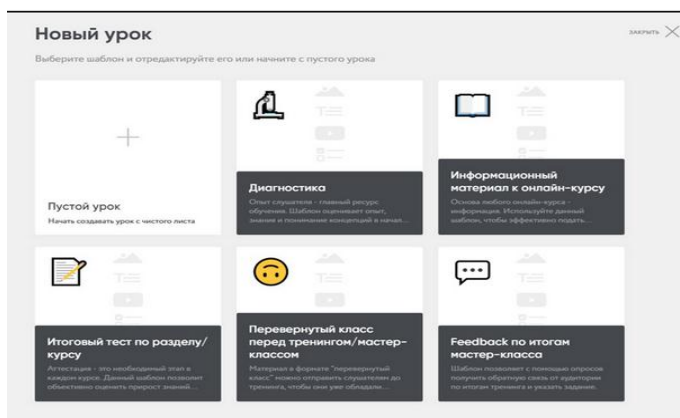 Новый урок
ЗАКРЫТЬ
Выберите шаблон и отредактируйте его или начните с пустого урока
Пустой урок
Начать создавать урок с чистого листа
Диагностика
Опыт слушателя - главный ресурс
обучения. Шаблон оценивает опыт,
знание и понимание концепций в начал...
Информационный
материал к онлайн-курсу
Основа любого онлайн-курса -
информация. Используйте данный
шаблон, чтобы эффективно подать...
Итоговый тест по разделу/
курсу
Аттестация - это необходимый этап в
каждом курсе. Данный шаблон позволит
объективно оценить прирост знаний...
Перевернутый класс
перед тренингом/мастер-
классом
Материал в формате "перевернутый
класс" можно отправить слушателям до
тренинга, чтобы они уже обладали...
Feedback по итогам
мастер-класса
Шаблон позволяет с помощью опросов
получить обратную связь от аудитории
по итогам тренинга и указать задание.